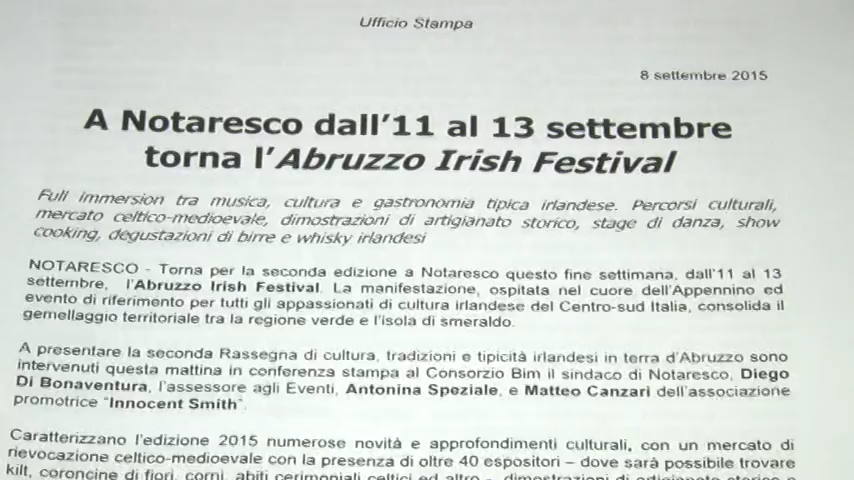 Ufficio Stampa
8 settembre 2015
A Notaresco dall'11 al 13 settembre
torna l'Abruzzo Irish Festival
Full immersion tra musica, cultura e gastronomia tipica irlandese. Percorsi culturali,
mercato celtico-medioevale, dimostrazioni di artigianato storico, stage di danza, show
cooking, degustazioni di birre e whisky irlandesi
NOTARESCO - Torna per la seconda edizione a Notaresco questo fine settimana, dall'11 al 13
settembre, l'Abruzzo Irish Festival. La manifestazione, ospitata nel cuore dell'Appennino ed
evento di riferimento per tutti gli appassionati di cultura irlandese del Centro-sud Italia, consolida il
gemellaggio territoriale tra la regione verde e l'isola di smeraldo.
A presentare la seconda Rassegna di cultura, tradizioni e tipicità irlandesi in terra d'Abruzzo sono
intervenuti questa mattina in conferenza stampa al Consorzio Bim il sindaco di Notaresco, Diego
Di Bonaventura, l'assessore agli Eventi, Antonina Speziale, e Matteo Canzari dell'associazione
promotrice "Innocent Smith".
Caratterizzano l'edizione 2015 numerose novità e approfondimenti culturali, con un mercato di
rievocazione celtico-medievale con la presenza di oltre 40 espositori – dove sarà possibile trovare
kilt, coroncine di fiori, corni, abiti cerimoniali celtici ed altro - dimostrazioni di artigianato storico e